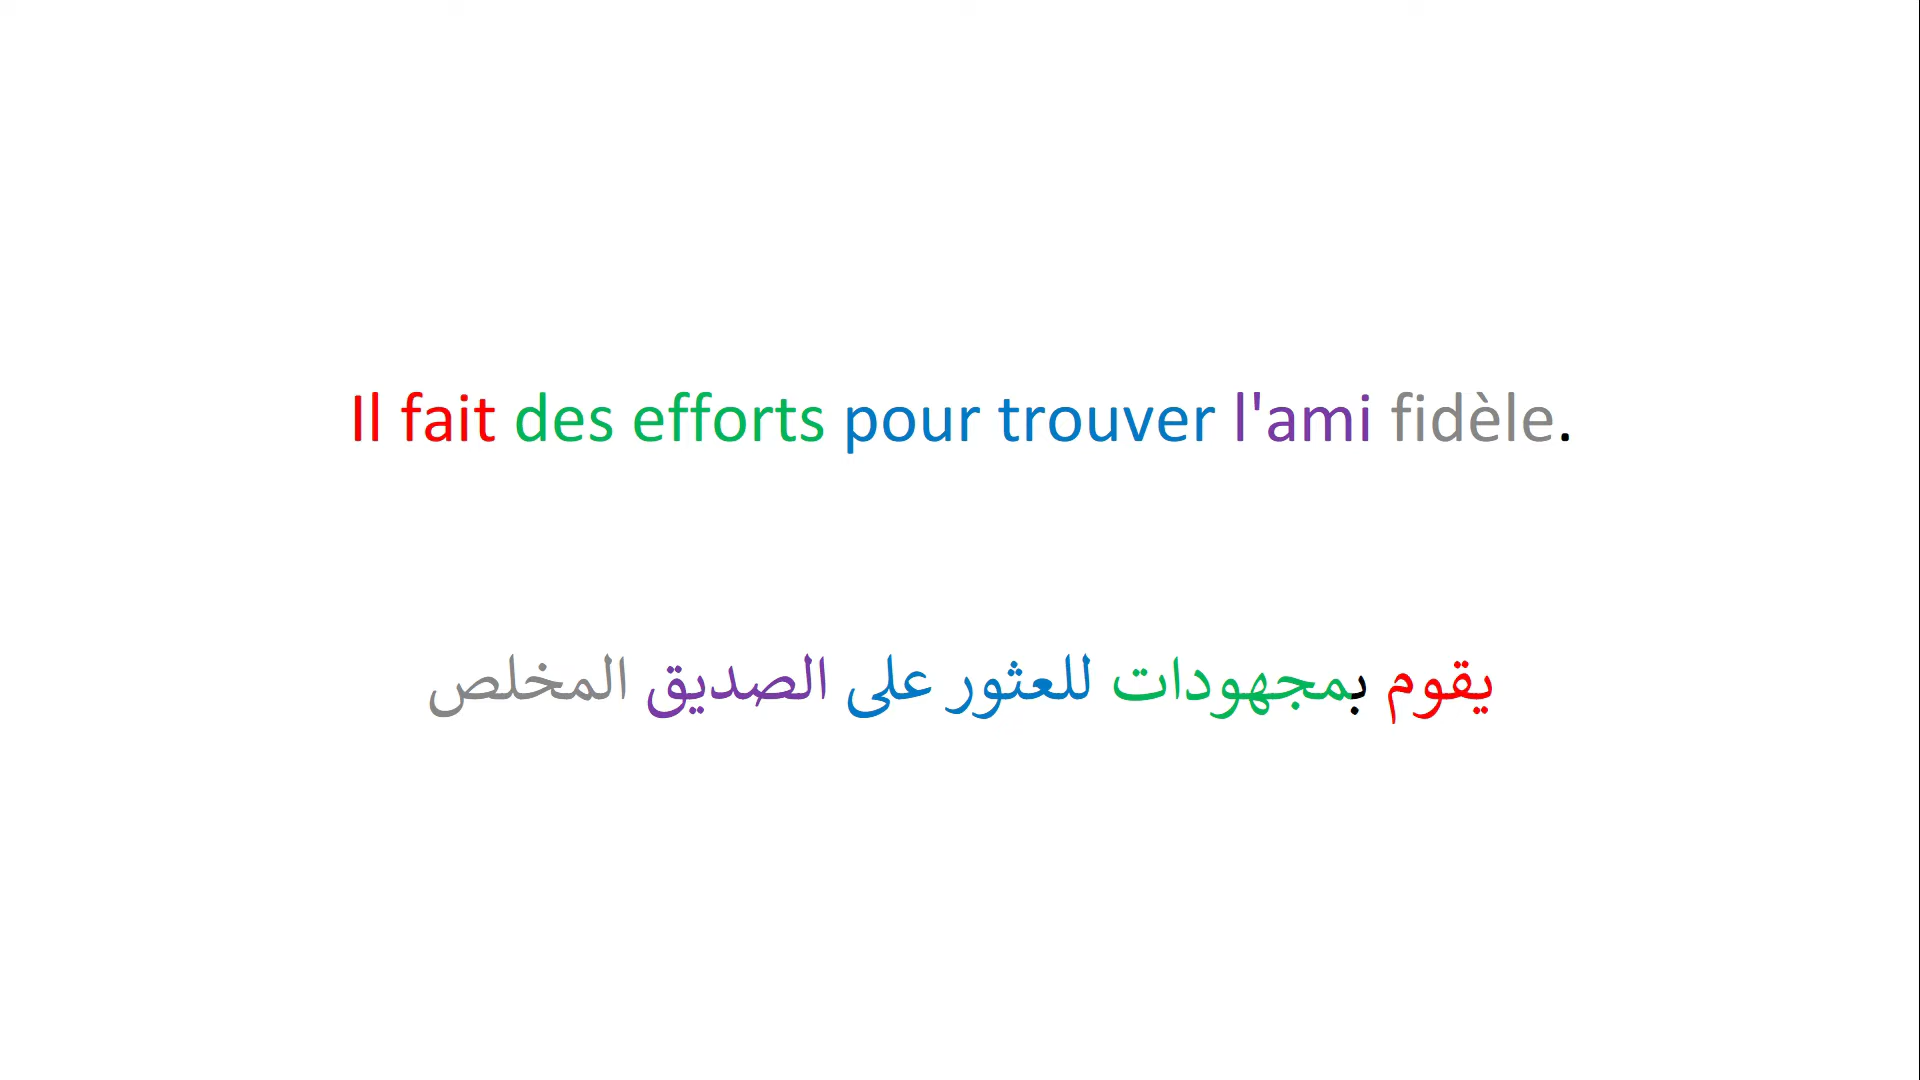 Il fait des efforts pour trouver l'ami fidèle.
يقوم بمجهودات للعثور على الصديق المخلص